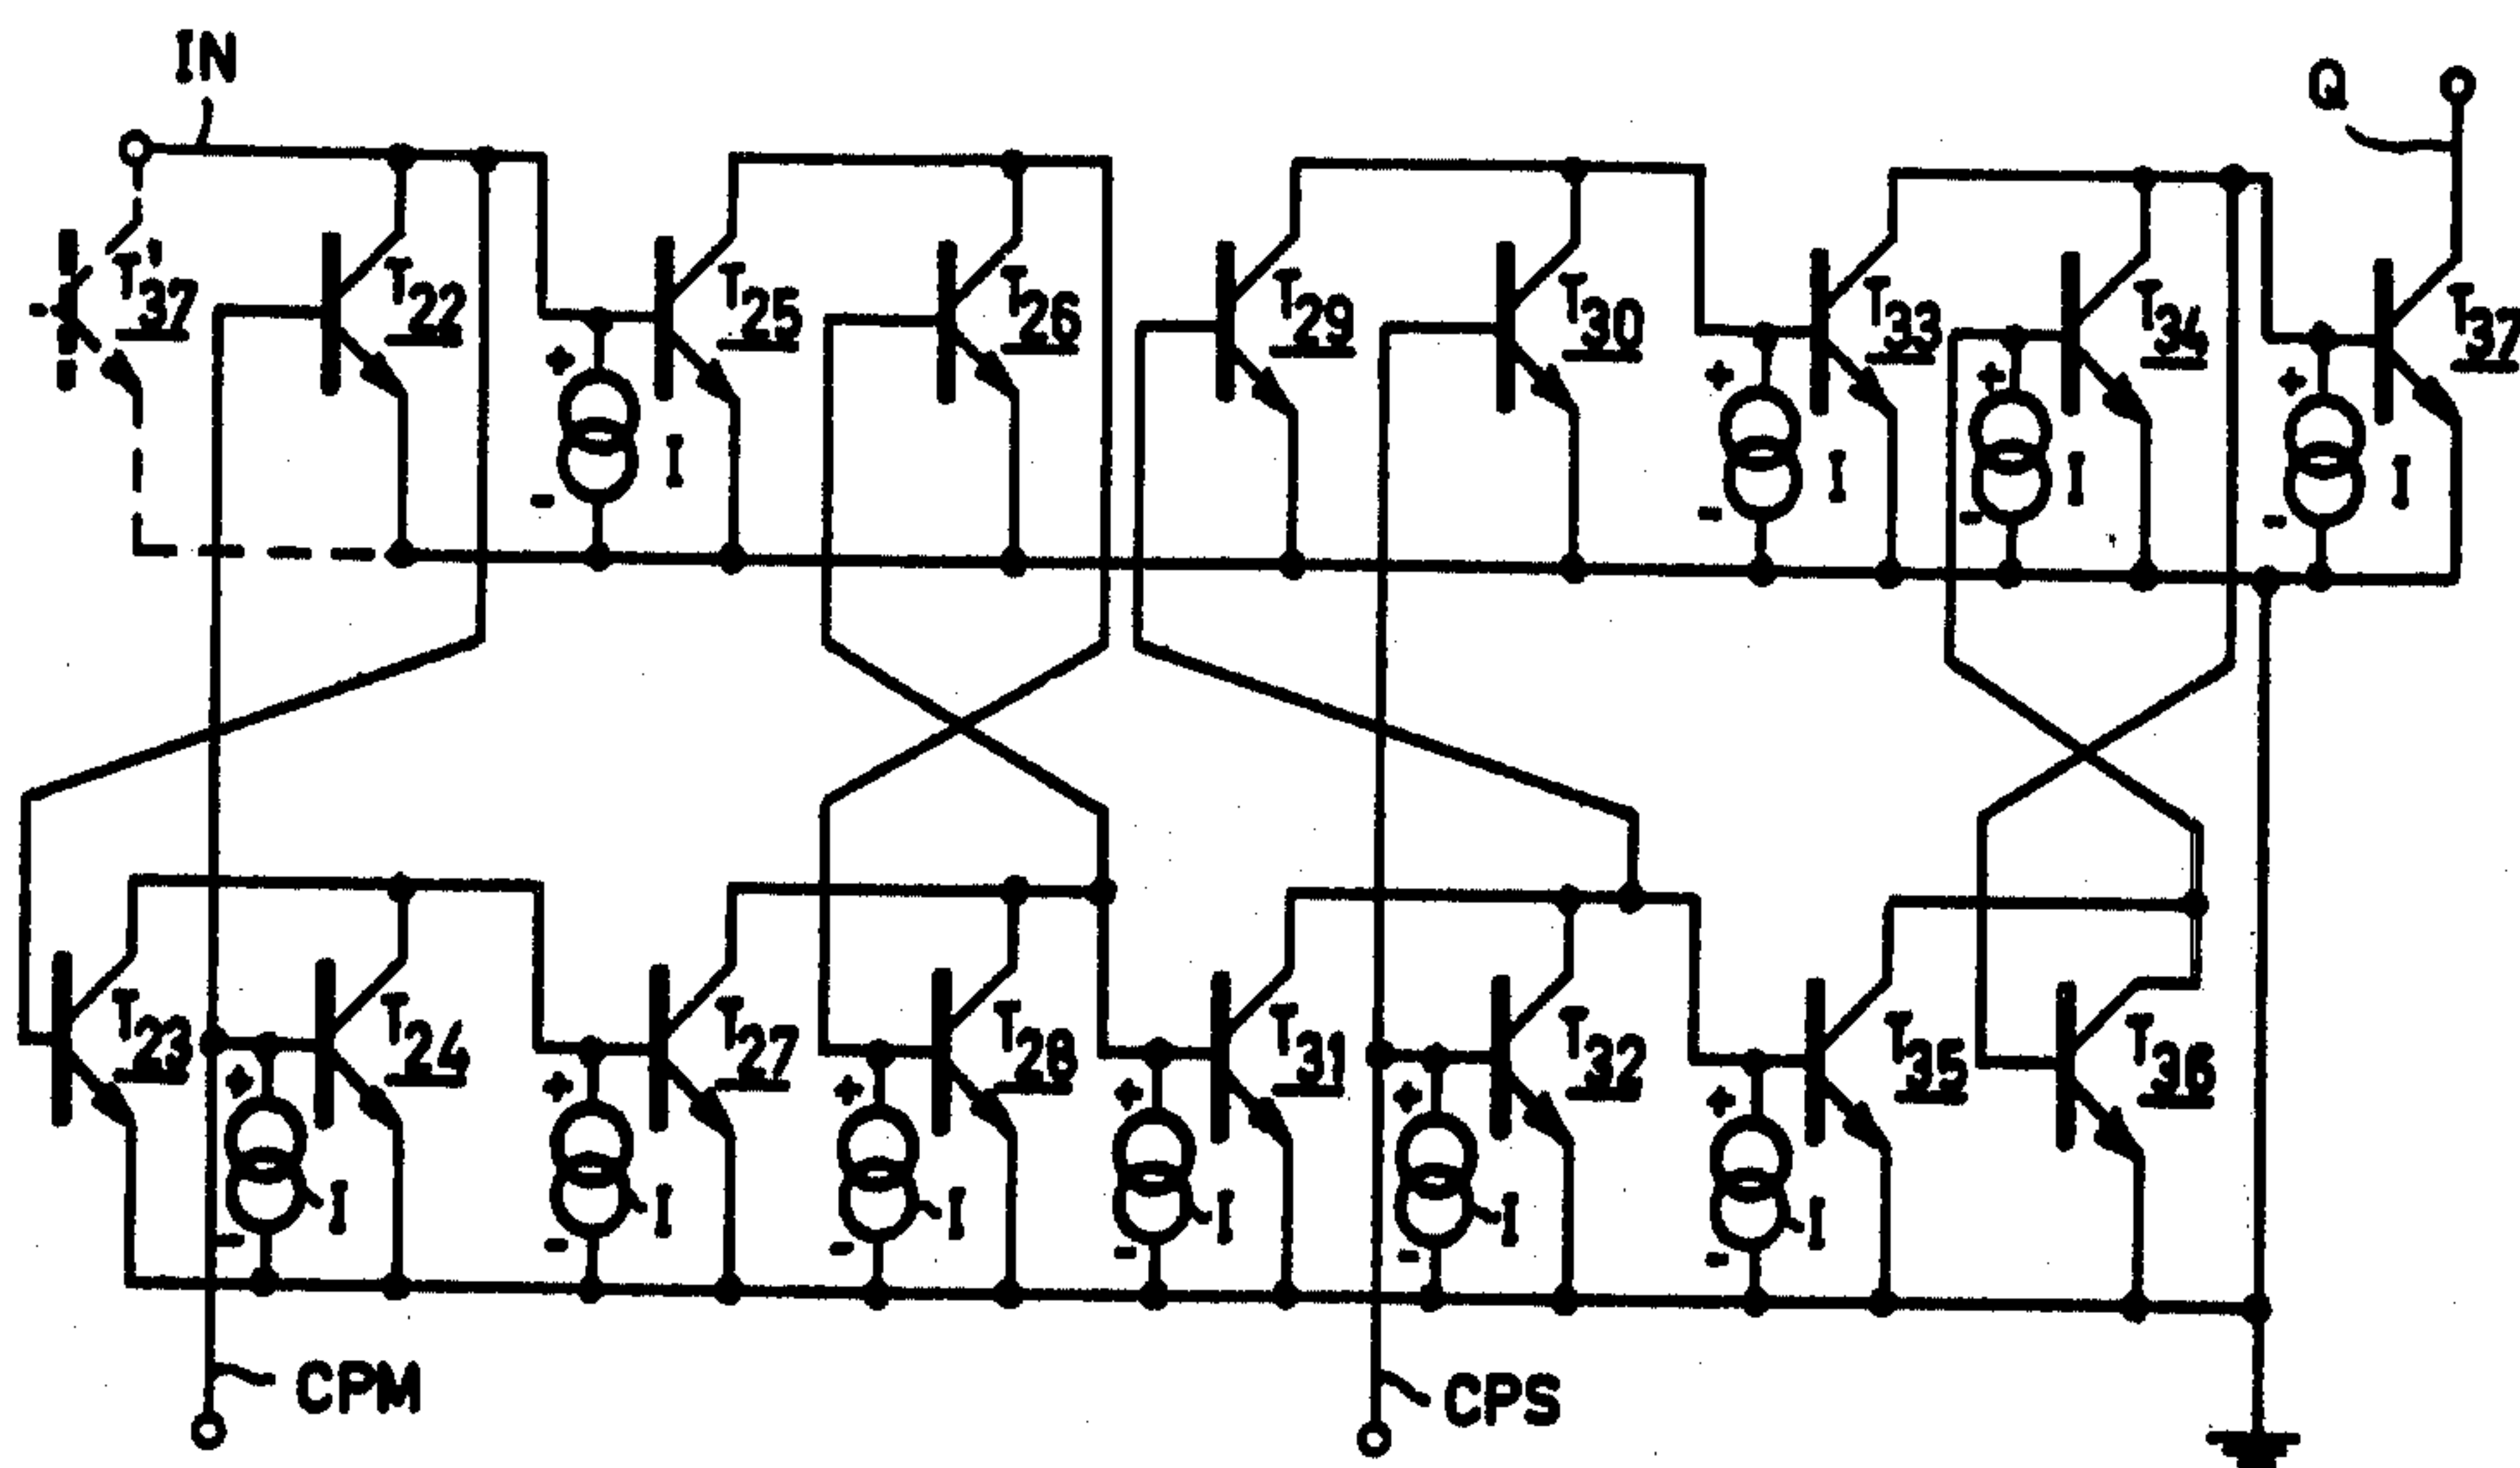 IN
Q
T'37
T22
T25
T26
T29
T30
T33
T34
T37
+
+
+
+
I
I
I
I
-
-
-
-
T23
T24
T27
T28
T31
T32
T35
T36
+
+
+
+
+
+
I
I
I
I
I
I
-
-
-
-
-
-
CPM
CPS